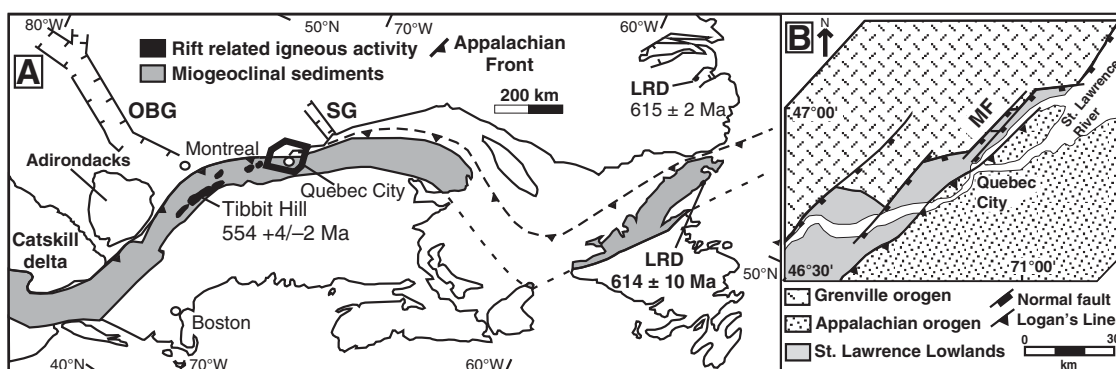 80°W
50°N
70°W
60°W
A
Rift related igneous activity
Miogeoclinal sediments
Appalachian
Front
200 km
OBG
SG
LRD
615 ± 2 Ma
Adirondacks
Montreal
Quebec City
Tibbit Hill
554 +4/–2 Ma
Catskill
delta
LRD
614 ± 10 Ma
50°N
Boston
40°N
70°W
60°W
B
N
47°00'
MF
St. Lawrence
River
Quebec
City
46°30'
71°00'
Grenville orogen
Appalachian orogen
St. Lawrence Lowlands
Normal fault
Logan's Line
0 30
km